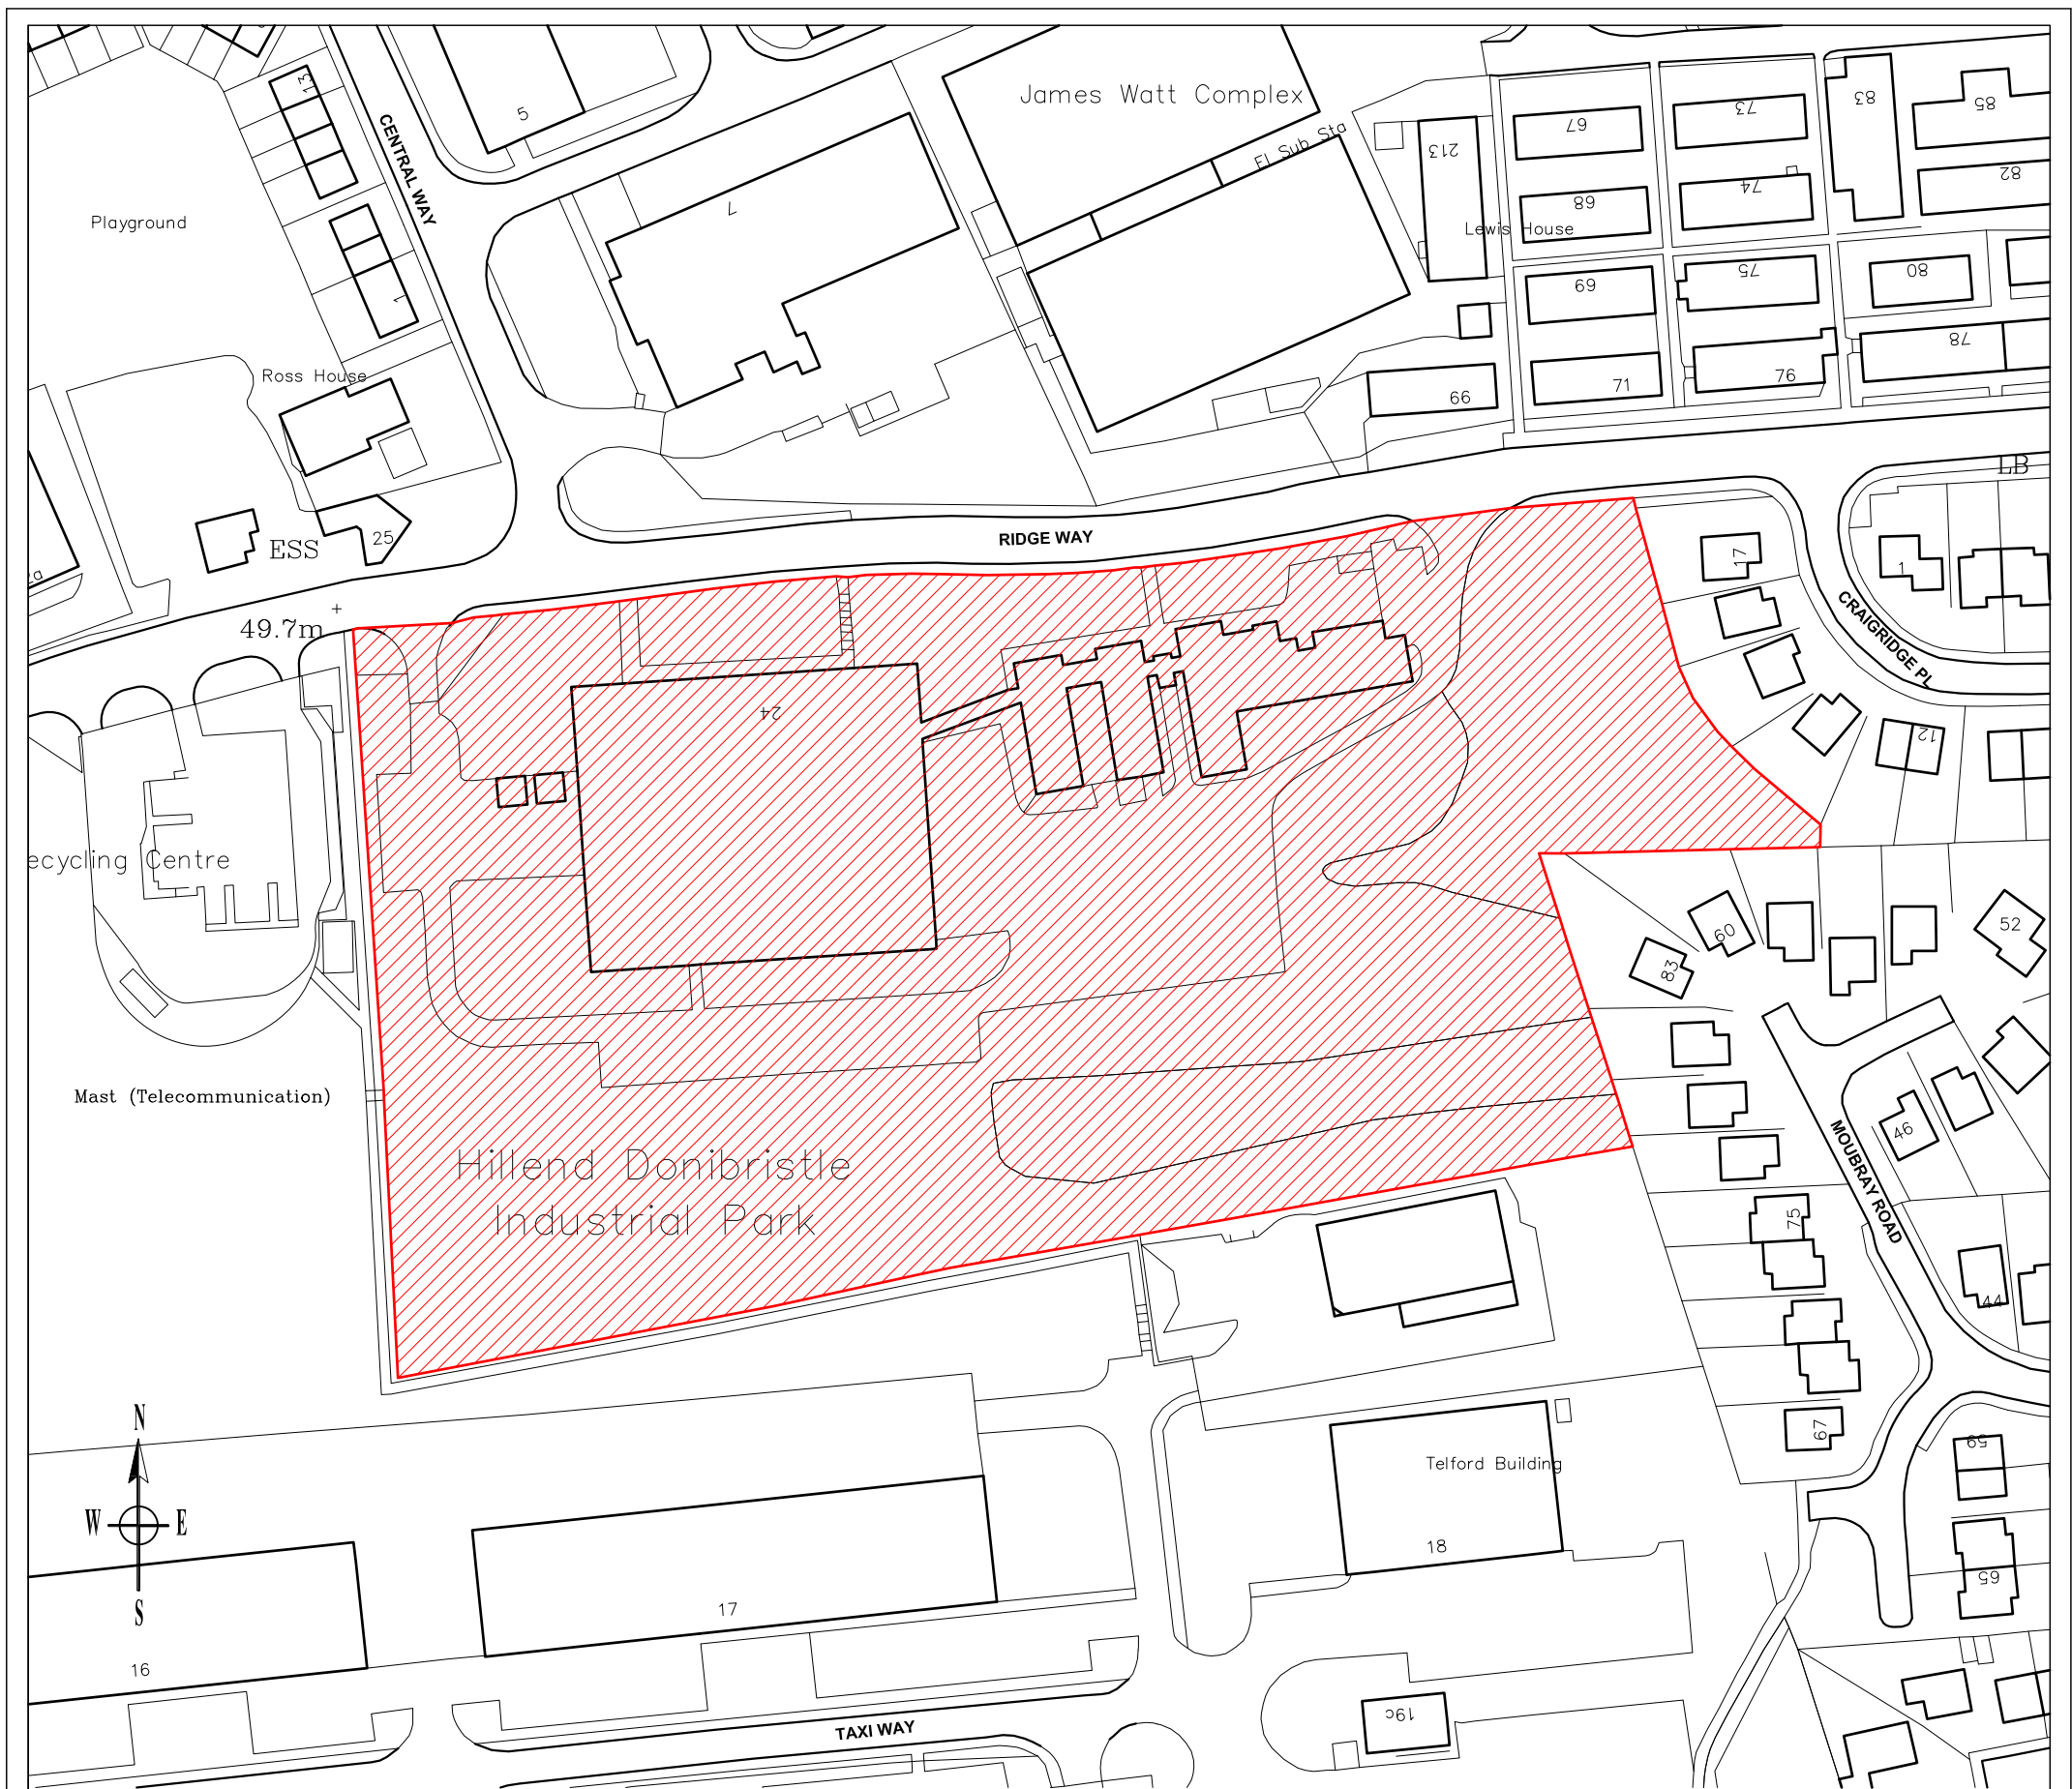 13
CENTRAL WAY
5
James Watt Complex
El Sub Sta
213
67
73
83
85
Playground
7
68
74
82
Lewis House
1
69
75
80
78
Ross House
66
71
76
LB
25
ESS
RIDGE WAY
17
1
CRAIGRIDGE PL
49.7m
24
12
ecycling Centre
60
52
83
Mast (Telecommunication)
46
MOUBRAY ROAD
Hillend Donibristle
Industrial Park
75
44
N
W
E
S
67
59
Telford Building
18
65
17
16
19c
TAXI WAY